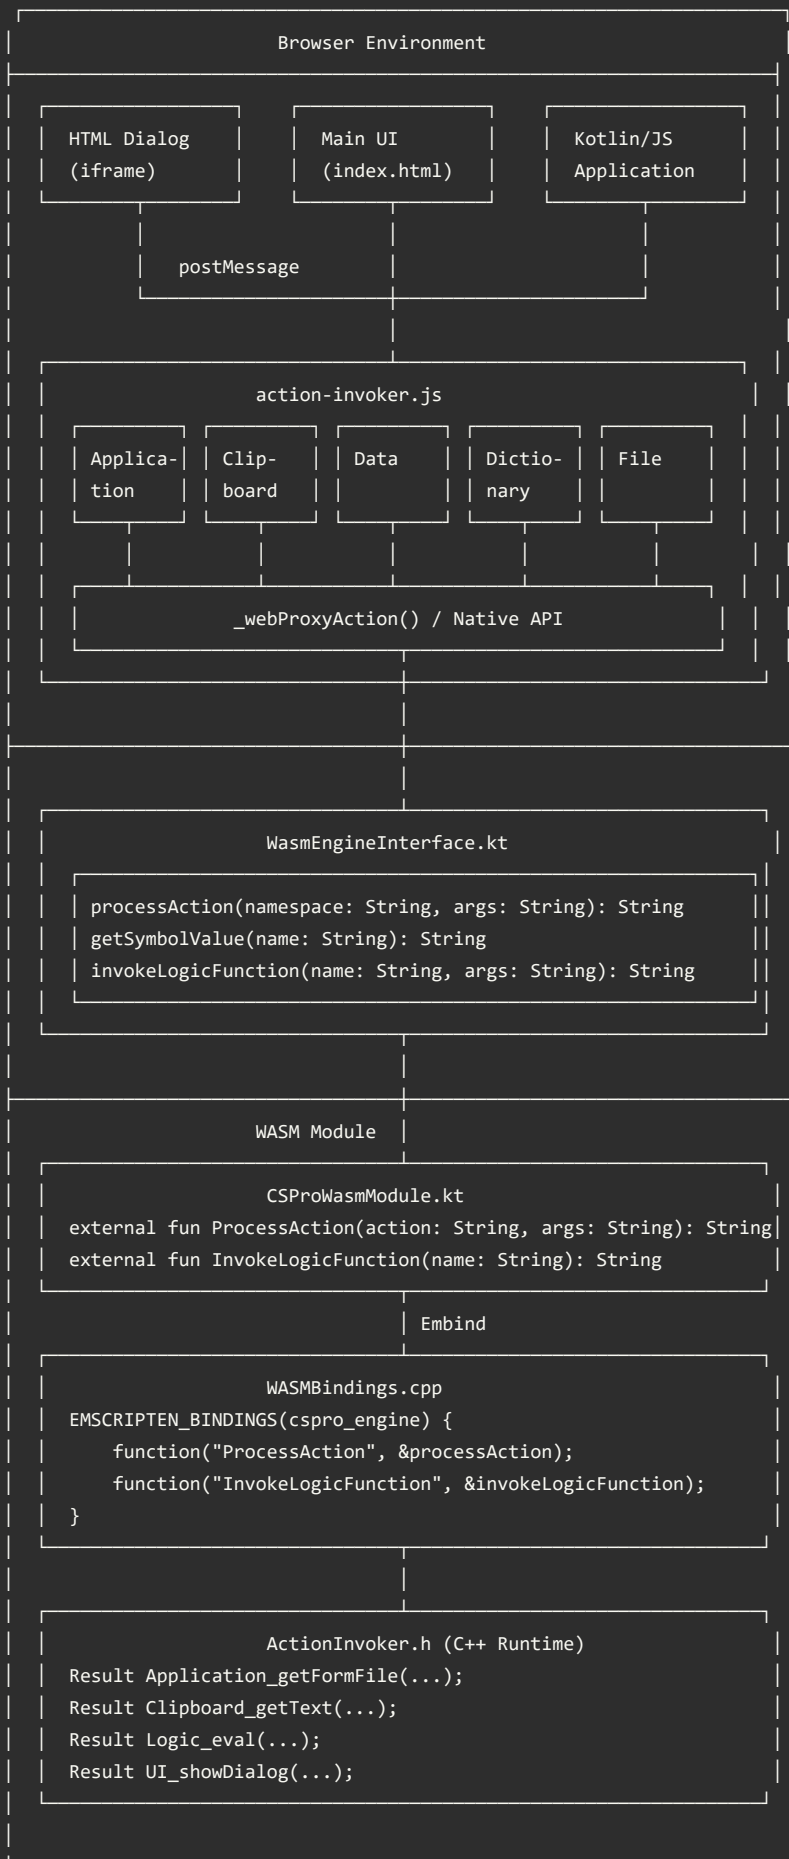 Browser Environment
HTML Dialog Main UI Kotlin/JS
(iframe) (index.html) Application
postMessage
action-invoker.js
Applica- Clip- Data Dictio- File
tion board nary
_webProxyAction() / Native API
WasmEngineInterface.kt
processAction(namespace: String, args: String): String
getSymbolValue(name: String): String
invokeLogicFunction(name: String, args: String): String
WASM Module
CSProWasmModule.kt
external fun ProcessAction(action: String, args: String): String
external fun InvokeLogicFunction(name: String): String
Embind
WASMBindings.cpp
EMSCRIPTEN_BINDINGS(cspro_engine) {
function("ProcessAction", &processAction);
function("InvokeLogicFunction", &invokeLogicFunction);
}
ActionInvoker.h (C++ Runtime)
Result Application_getFormFile(...);
Result Clipboard_getText(...);
Result Logic_eval(...);
Result UI_showDialog(...);